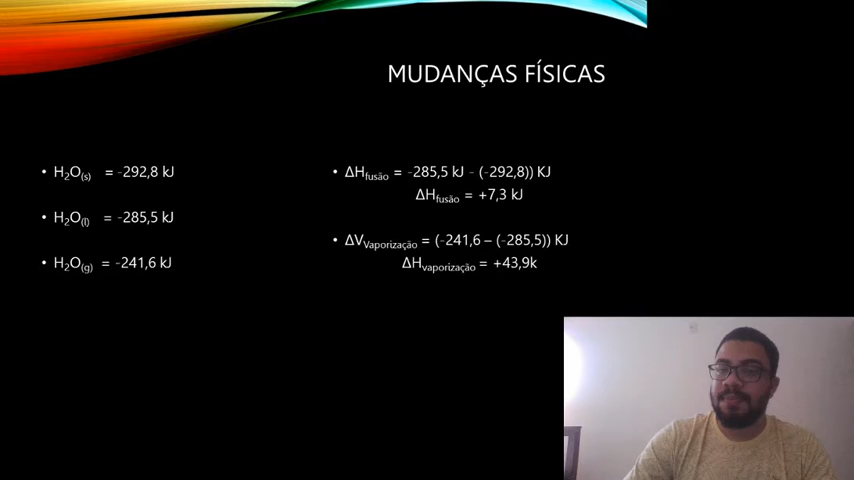 MUDANÇAS FÍSICAS
• H₂O₍s₎ = -292,8 kJ
• H₂O₍l₎ = -285,5 kJ
• H₂O₍g₎ = -241,6 kJ
• ΔHfusão = -285,5 kJ - (-292,8)) KJ
ΔHfusão = +7,3 kJ
• ΔVVaporização = (-241,6 – (-285,5)) KJ
ΔHvaporização = +43,9k